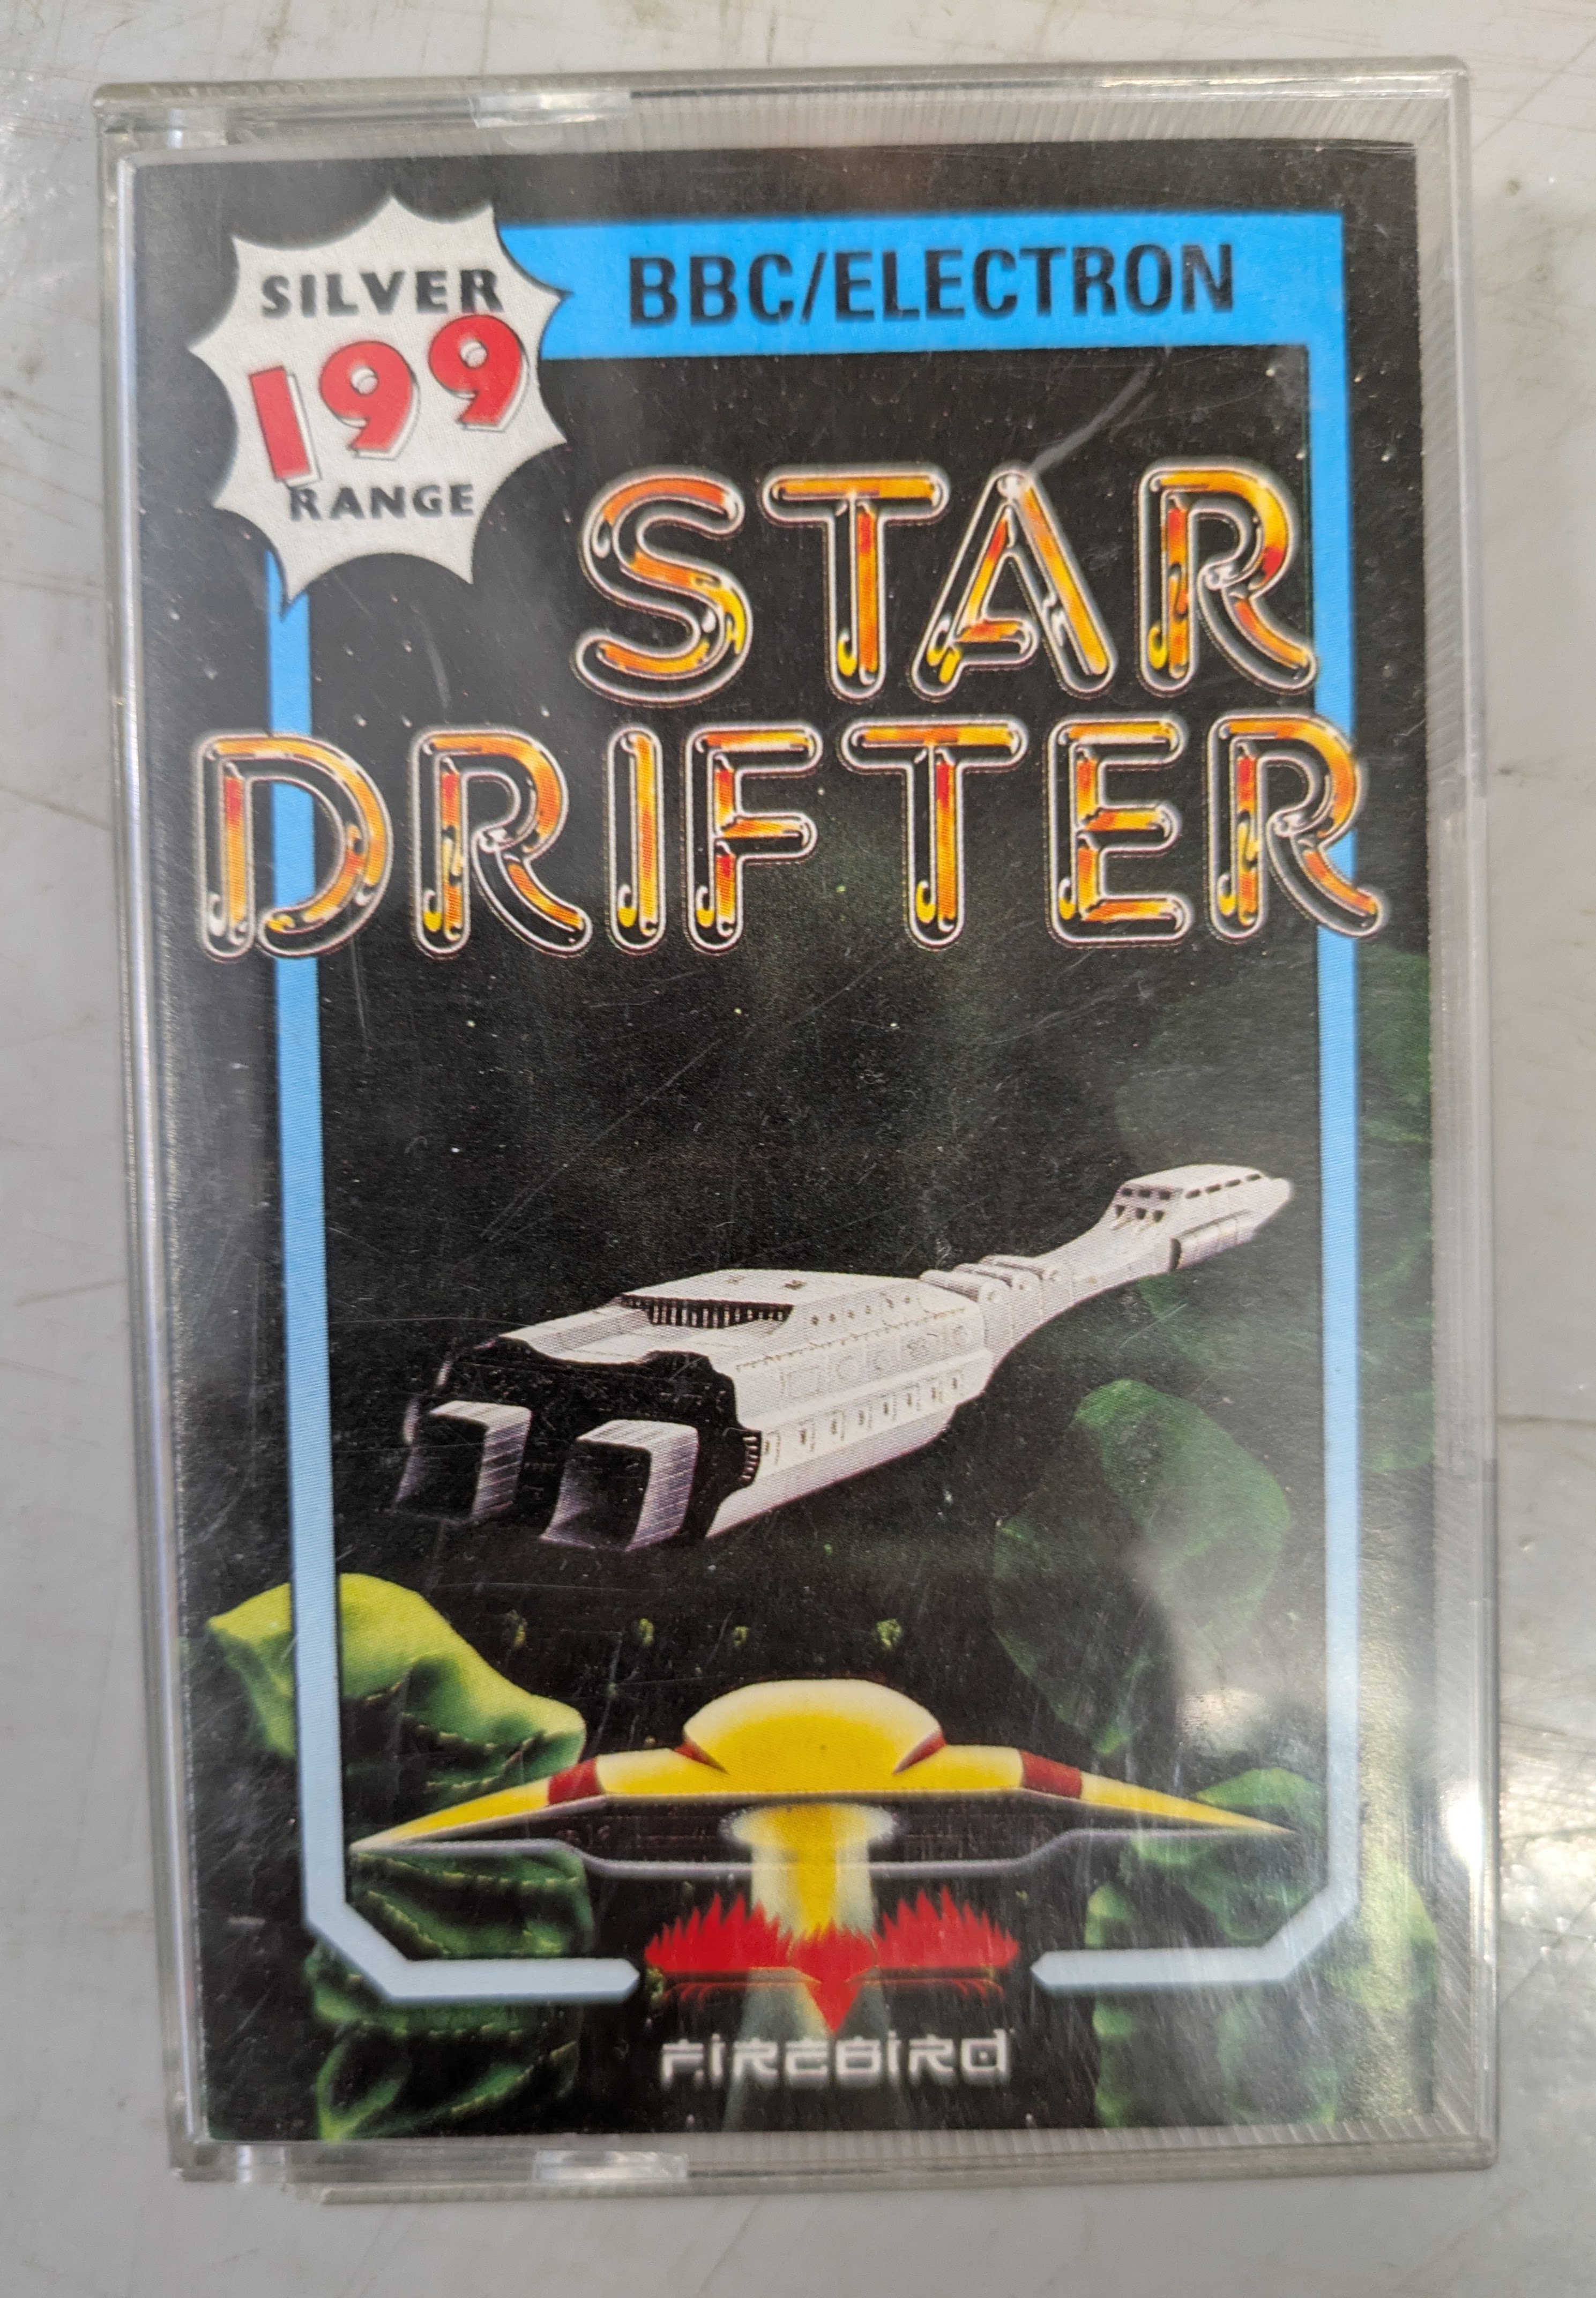 SILVER
199
RANGE
BBC/ELECTRON
STAR
DRIFTER
FIREBIRD